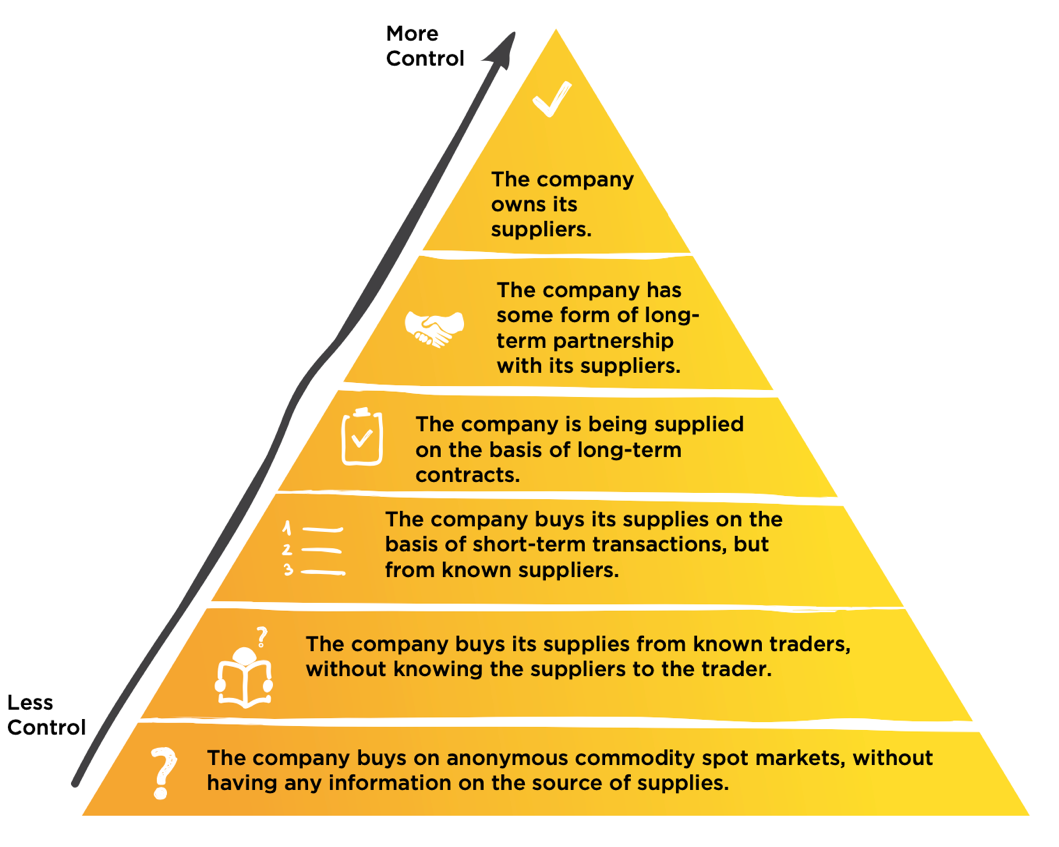 More
Control
The company
owns its
suppliers.
The company has
some form of long-
term partnership
with its suppliers.
The company is being supplied
on the basis of long-term
contracts.
1
2
3
The company buys its supplies on the
basis of short-term transactions, but
from known suppliers.
?
The company buys its supplies from known traders,
without knowing the suppliers to the trader.
Less
Control
?
The company buys on anonymous commodity spot markets, without
having any information on the source of supplies.